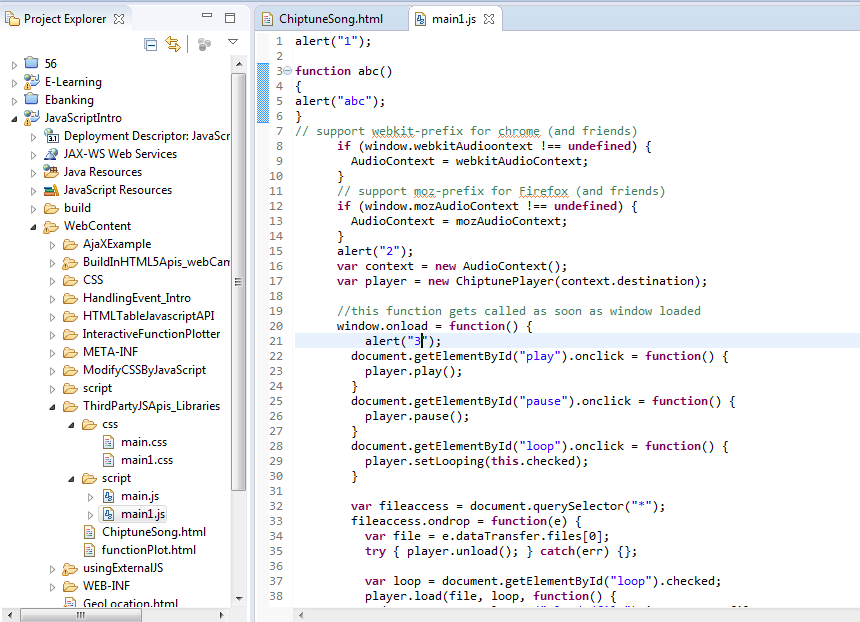 Project Explorer
56
E-Learning
Ebanking
JavaScriptIntro
Deployment Descriptor: JavaScr
JAX-WS Web Services
Java Resources
JavaScript Resources
build
WebContent
AjaXExample
BuildInHTML5Apis_webCam
CSS
HandlingEvent_Intro
HTMLTableJavascriptAPI
InteractiveFunctionPlotter
META-INF
ModifyCSSByJavaScript
script
ThirdPartyJSApis_Libraries
css
main.css
main1.css
script
main.js
main1.js
ChiptuneSong.html
functionPlot.html
usingExternalJS
WEB-INF
GeoLocation.html
ChiptuneSong.html
main1.js
1 alert("1");
2
3 function abc()
4 {
5 alert("abc");
6 }
7 // support webkit-prefix for chrome (and friends)
8 if (window.webkitAudioontext !== undefined) {
9 AudioContext = webkitAudioContext;
10 }
11 // support moz-prefix for Firefox (and friends)
12 if (window.mozAudioContext !== undefined) {
13 AudioContext = mozAudioContext;
14 }
15 alert("2");
16 var context = new AudioContext();
17 var player = new ChiptunePlayer(context.destination);
18
19 //this function gets called as soon as window loaded
20 window.onload = function() {
21 alert("3");
22 document.getElementById("play").onclick = function() {
23 player.play();
24 }
25 document.getElementById("pause").onclick = function() {
26 player.pause();
27 }
28 document.getElementById("loop").onclick = function() {
29 player.setLooping(this.checked);
30 }
31
32 var fileaccess = document.querySelector("*");
33 fileaccess.ondrop = function(e) {
34 var file = e.dataTransfer.files[0];
35 try { player.unload(); } catch(err) {};
36
37 var loop = document.getElementById("loop").checked;
38 player.load(file, loop, function() {